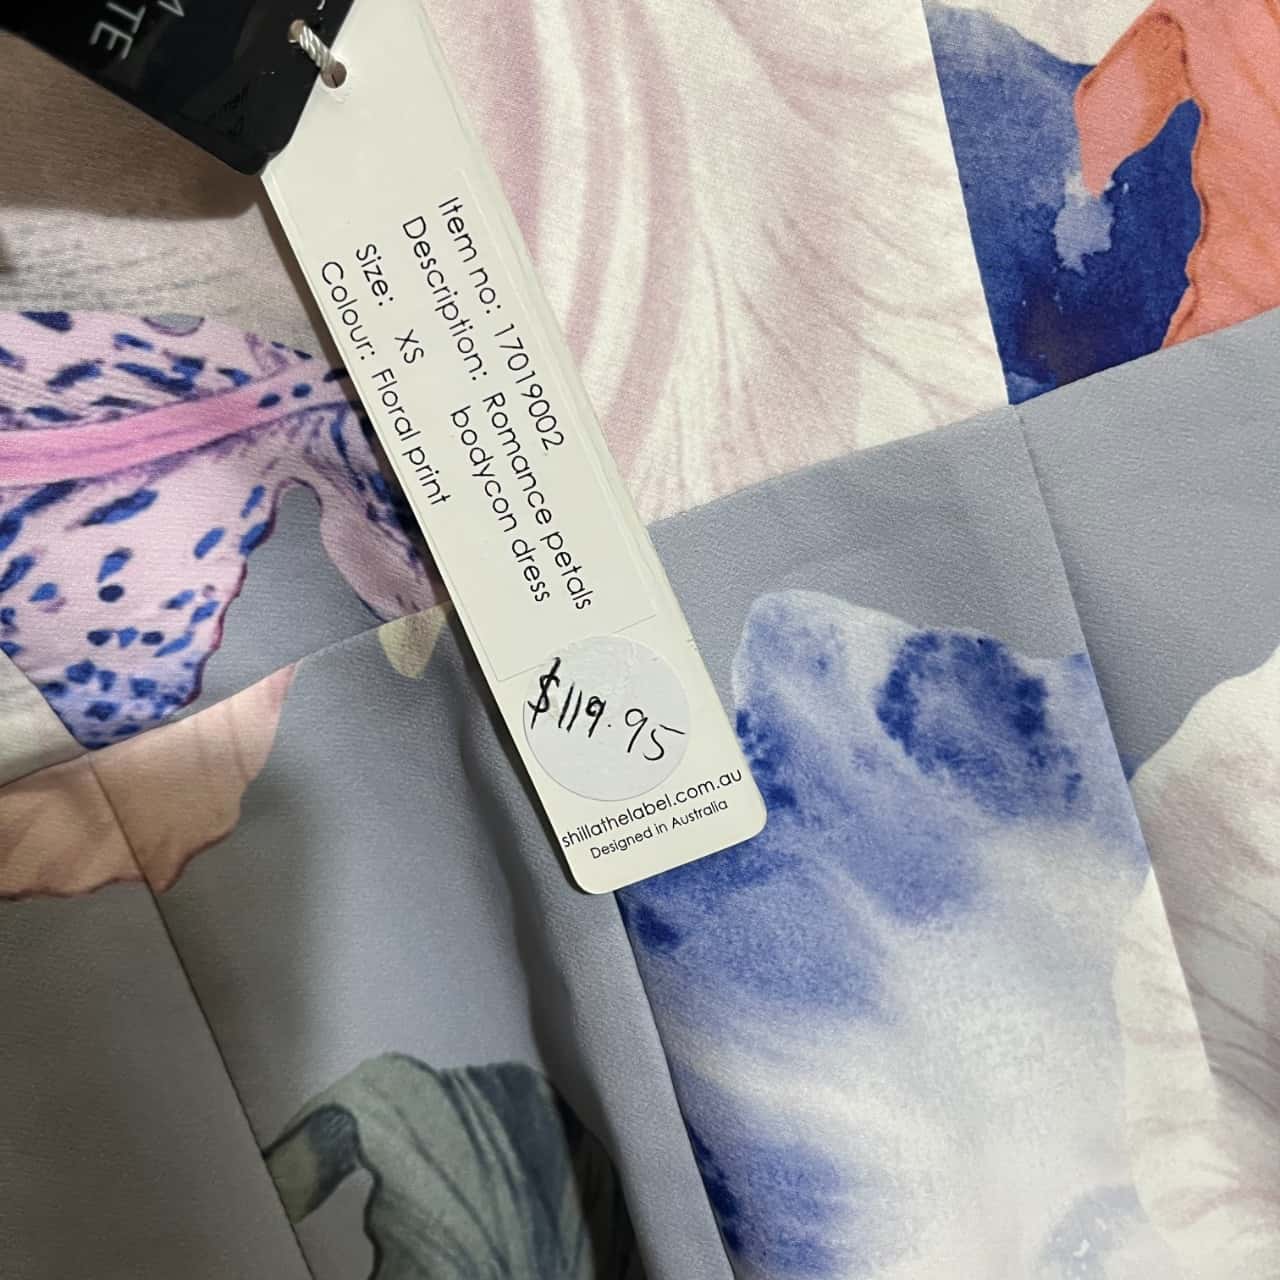 TE
Item no: 17019002
Description: Romance petals
bodycon dress
Size: XS
Colour: Floral print
$119.95
shillathelabel.com.au
Designed in Australia